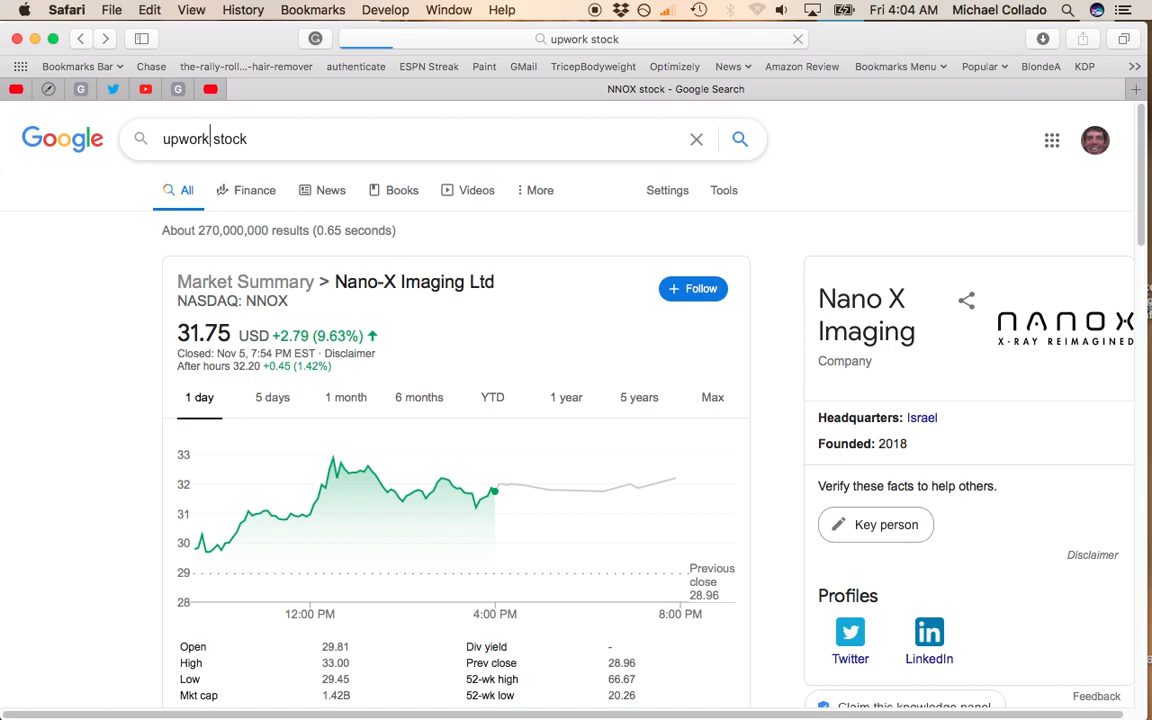 Safari File Edit View History Bookmarks Develop Window Help Fri 4:04 AM Michael Collado
upwork stock
Bookmarks Bar Chase the-rally-roll...-hair-remover authenticate ESPN Streak Paint GMail TricepBodyweight Optimizely News Amazon Review Bookmarks Menu Popular BlondeA KDP >>
NNOX stock - Google Search
Google upwork stock
All Finance News Books Videos More Settings Tools
About 270,000,000 results (0.65 seconds)
Market Summary > Nano-X Imaging Ltd
NASDAQ: NNOX
+ Follow
31.75 USD +2.79 (9.63%)
Closed: Nov 5, 7:54 PM EST · Disclaimer
After hours 32.20 +0.45 (1.42%)
1 day 5 days 1 month 6 months YTD 1 year 5 years Max
33
32
31
30
29
28
Previous
close
28.96
12:00 PM 4:00 PM 8:00 PM
Open 29.81 Div yield -
High 33.00 Prev close 28.96
Low 29.45 52-wk high 66.67
Mkt cap 1.42B 52-wk low 20.26
Nano X
Imaging
Company
NANOX
X-RAY REIMAGINED
Headquarters: Israel
Founded: 2018
Verify these facts to help others.
Key person
Disclaimer
Profiles
Twitter LinkedIn
Feedback
Claim this knowledge panel